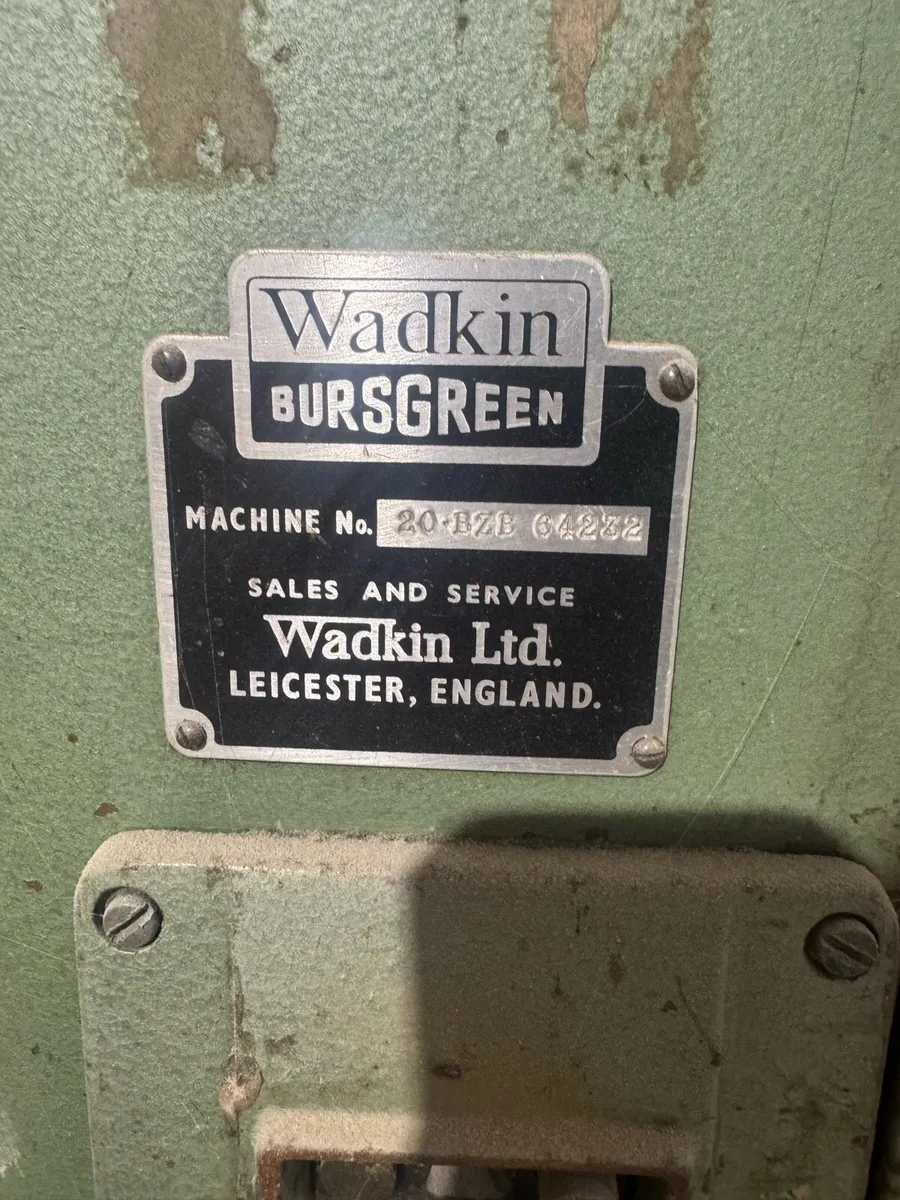 Wadkin
BURSGREEN
MACHINE No. 20·BZB 64232
SALES AND SERVICE
Wadkin Ltd.
LEICESTER, ENGLAND.